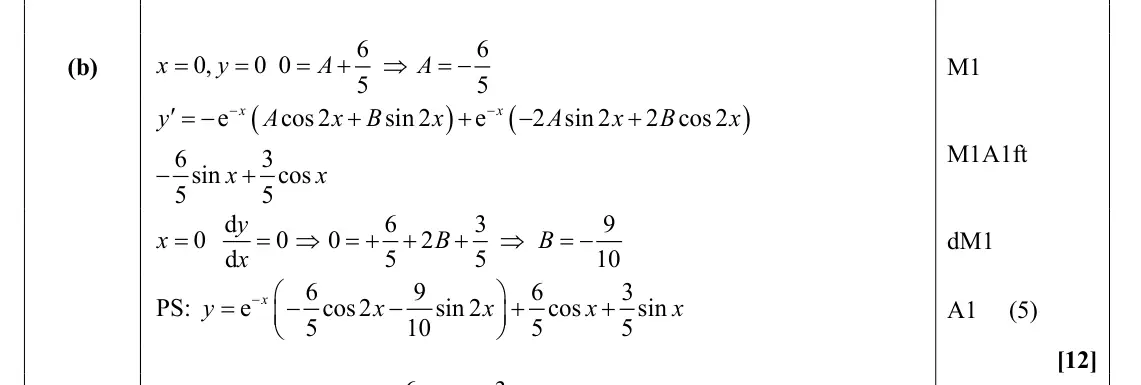 (b) x = 0, y = 0 0 = A + 6/5 ⇒ A = −6/5 M1
y′ = −e^{−x}(A cos 2x + B sin 2x) + e^{−x}(−2A sin 2x + 2B cos 2x)
−6/5 sin x + 3/5 cos x M1A1ft
x = 0 dy/dx = 0 ⇒ 0 = +6/5 + 2B + 3/5 ⇒ B = −9/10 dM1
PS: y = e^{−x}(−6/5 cos 2x − 9/10 sin 2x) + 6/5 cos x + 3/5 sin x A1 (5)
[12]